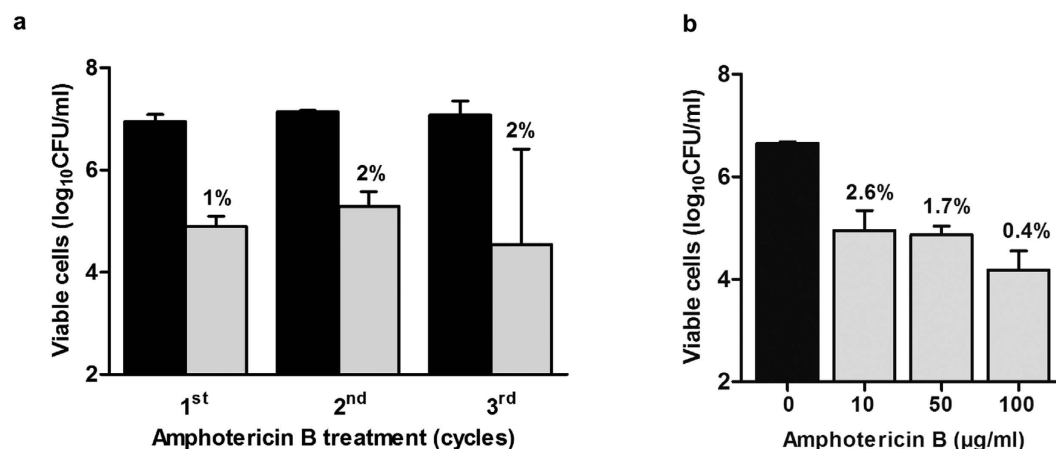 a
Viable cells (log₁₀CFU/ml)
8
6
4
2
1%
2%
2%
1ˢᵗ
2ⁿᵈ
3ʳᵈ
Amphotericin B treatment (cycles)
b
Viable cells (log₁₀CFU/ml)
8
6
4
2
2.6%
1.7%
0.4%
0
10
50
100
Amphotericin B (µg/ml)